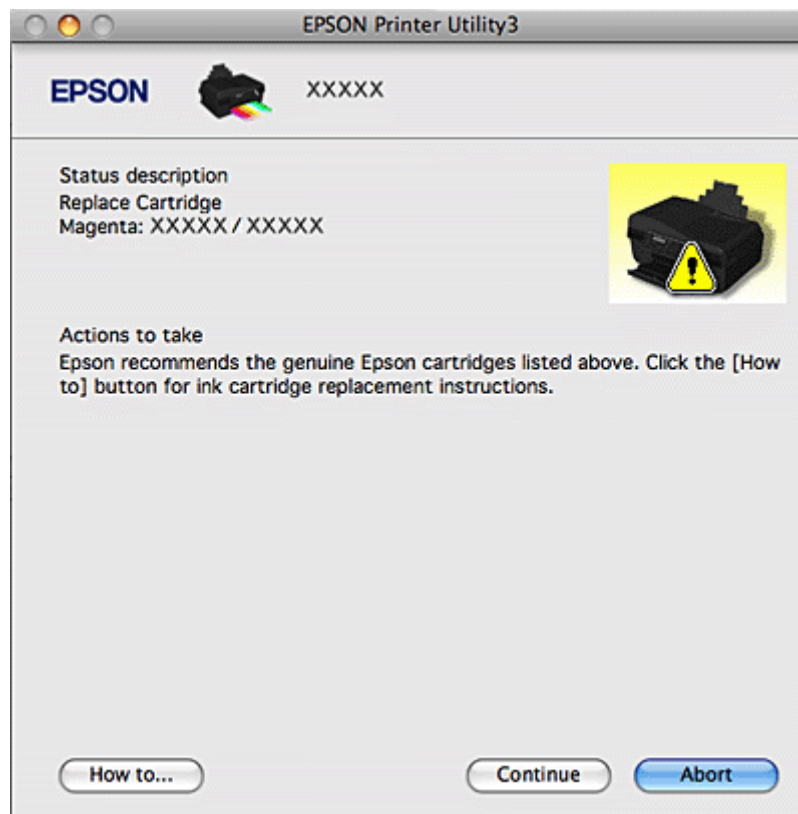 EPSON Printer Utility3
EPSON XXXXX
Status description
Replace Cartridge
Magenta: XXXXX / XXXXX
Actions to take
Epson recommends the genuine Epson cartridges listed above. Click the [How
to] button for ink cartridge replacement instructions.
How to... Continue Abort